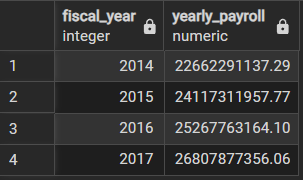 fiscal_year yearly_payroll
integer numeric
1 2014 22662291137.29
2 2015 24117311957.77
3 2016 25267763164.10
4 2017 26807877356.06